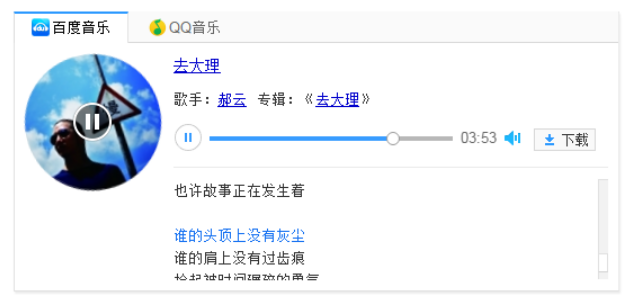 百度音乐
QQ音乐
去大理
歌手：郝云 专辑：《去大理》
03:53
下载
也许故事正在发生着
谁的头顶上没有灰尘
谁的肩上没有过齿痕